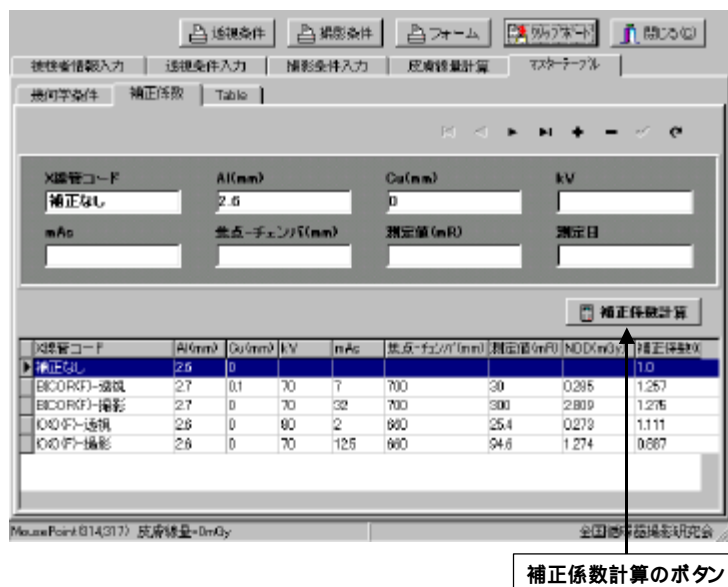 透視条件 撮影条件 フォーム クリップボード 閉じる(C)
被検者情報入力 透視条件入力 撮影条件入力 皮膚線量計算 マスターテーブル
幾何学条件 補正係数 Table
X線管コード Al(mm) Cu(mm) kV
補正なし 2.6 0
mAs 焦点-チェンバ(mm) 測定値(mR) 測定日
補正係数計算
X線管コード Al(mm) Cu(mm) kV mAs 焦点-チェンバ(mm) 測定値(mR) NDD(mGy) 補正係数
補正なし 2.6 0 1.0
BICOR(F)-透視 2.7 0.1 70 7 700 30 0.285 1.257
BICOR(F)-撮影 2.7 0 70 32 700 300 2.809 1.275
-透視 2.6 0 80 2 660 25.4 0.273 1.111
-撮影 2.6 0 70 12.5 660 94.6 1.274 0.887
MousePoint(314,317) 皮膚線量=0mGy 全国循環器撮影研究会
補正係数計算のボタン